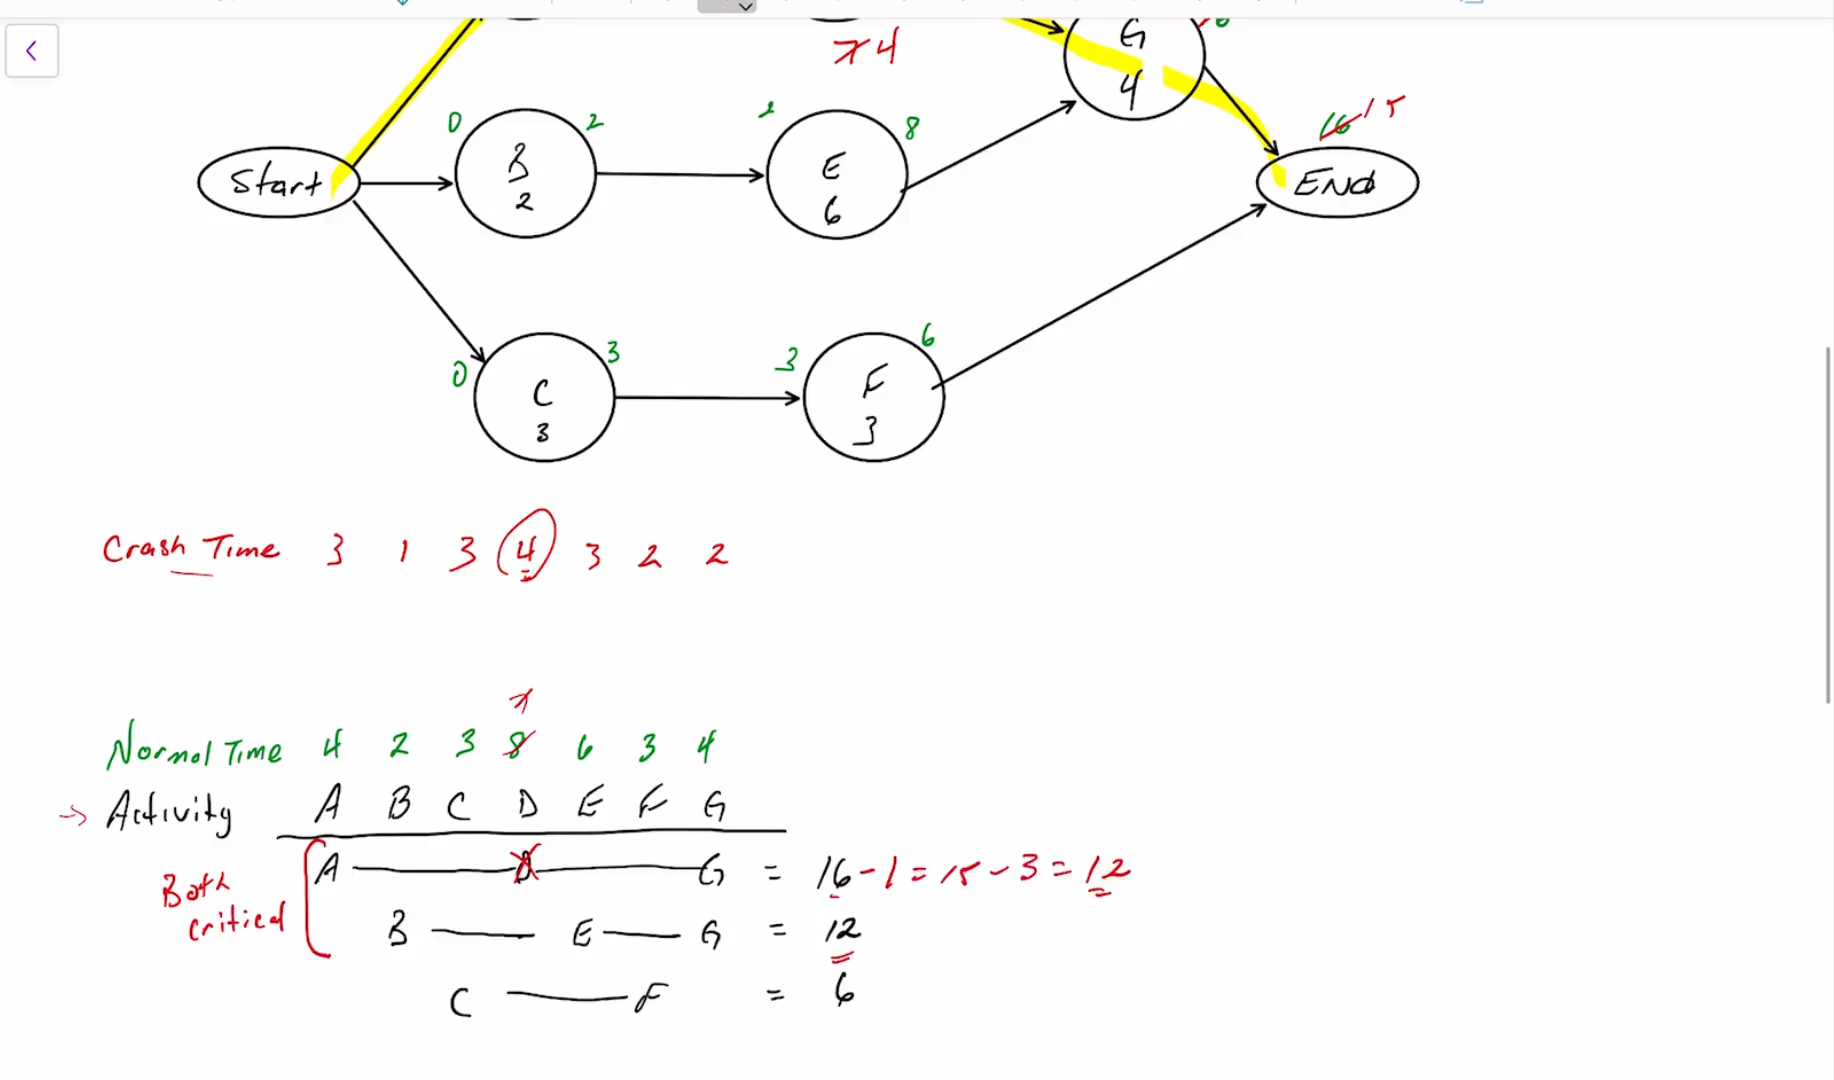 G
7 4
4
16 15
0 2 2 8
B E
Start END
2 6
0 3 3 6
C F
3 3
Crash Time 3 1 3 4 3 2 2
7
Normal Time 4 2 3 8 6 3 4
→ Activity A B C D E F G
A D G = 16 - 1 = 15 - 3 = 12
Both
critical B E G = 12
C F = 6